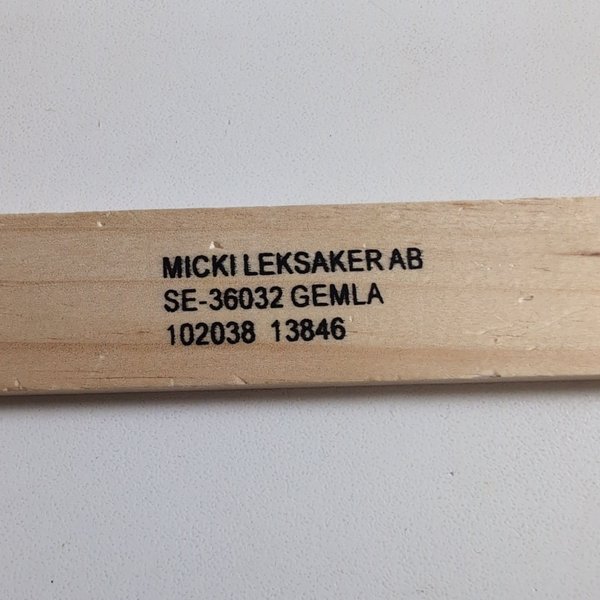 MICKI LEKSAKER AB
SE-36032 GEMLA
102038 13846